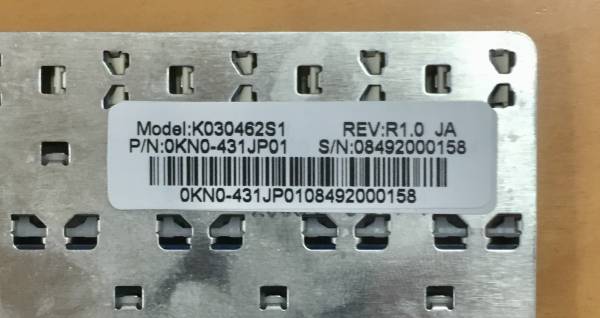 Model:K030462S1 REV:R1.0 JA
P/N:0KN0-431JP01 S/N:08492000158
0KN0-431JP0108492000158